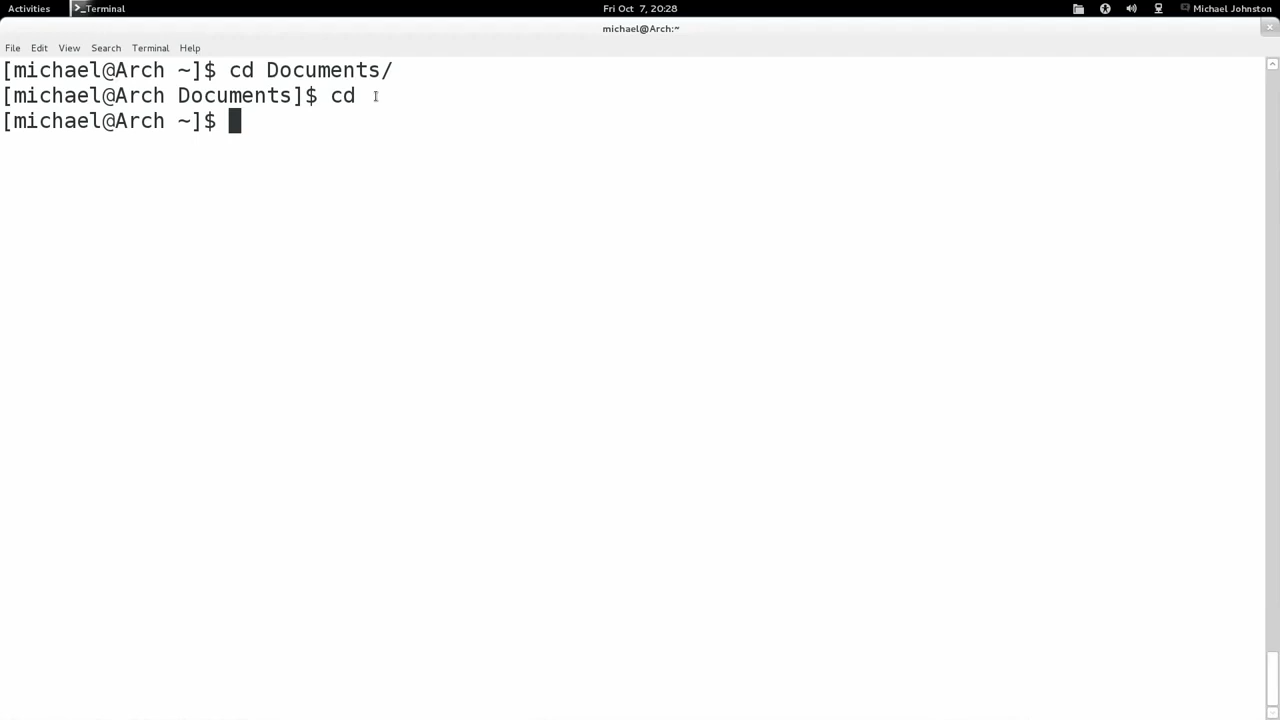 Activities >_Terminal Fri Oct 7, 20:28 Michael Johnston
michael@Arch:~
File Edit View Search Terminal Help
[michael@Arch ~]$ cd Documents/
[michael@Arch Documents]$ cd
[michael@Arch ~]$